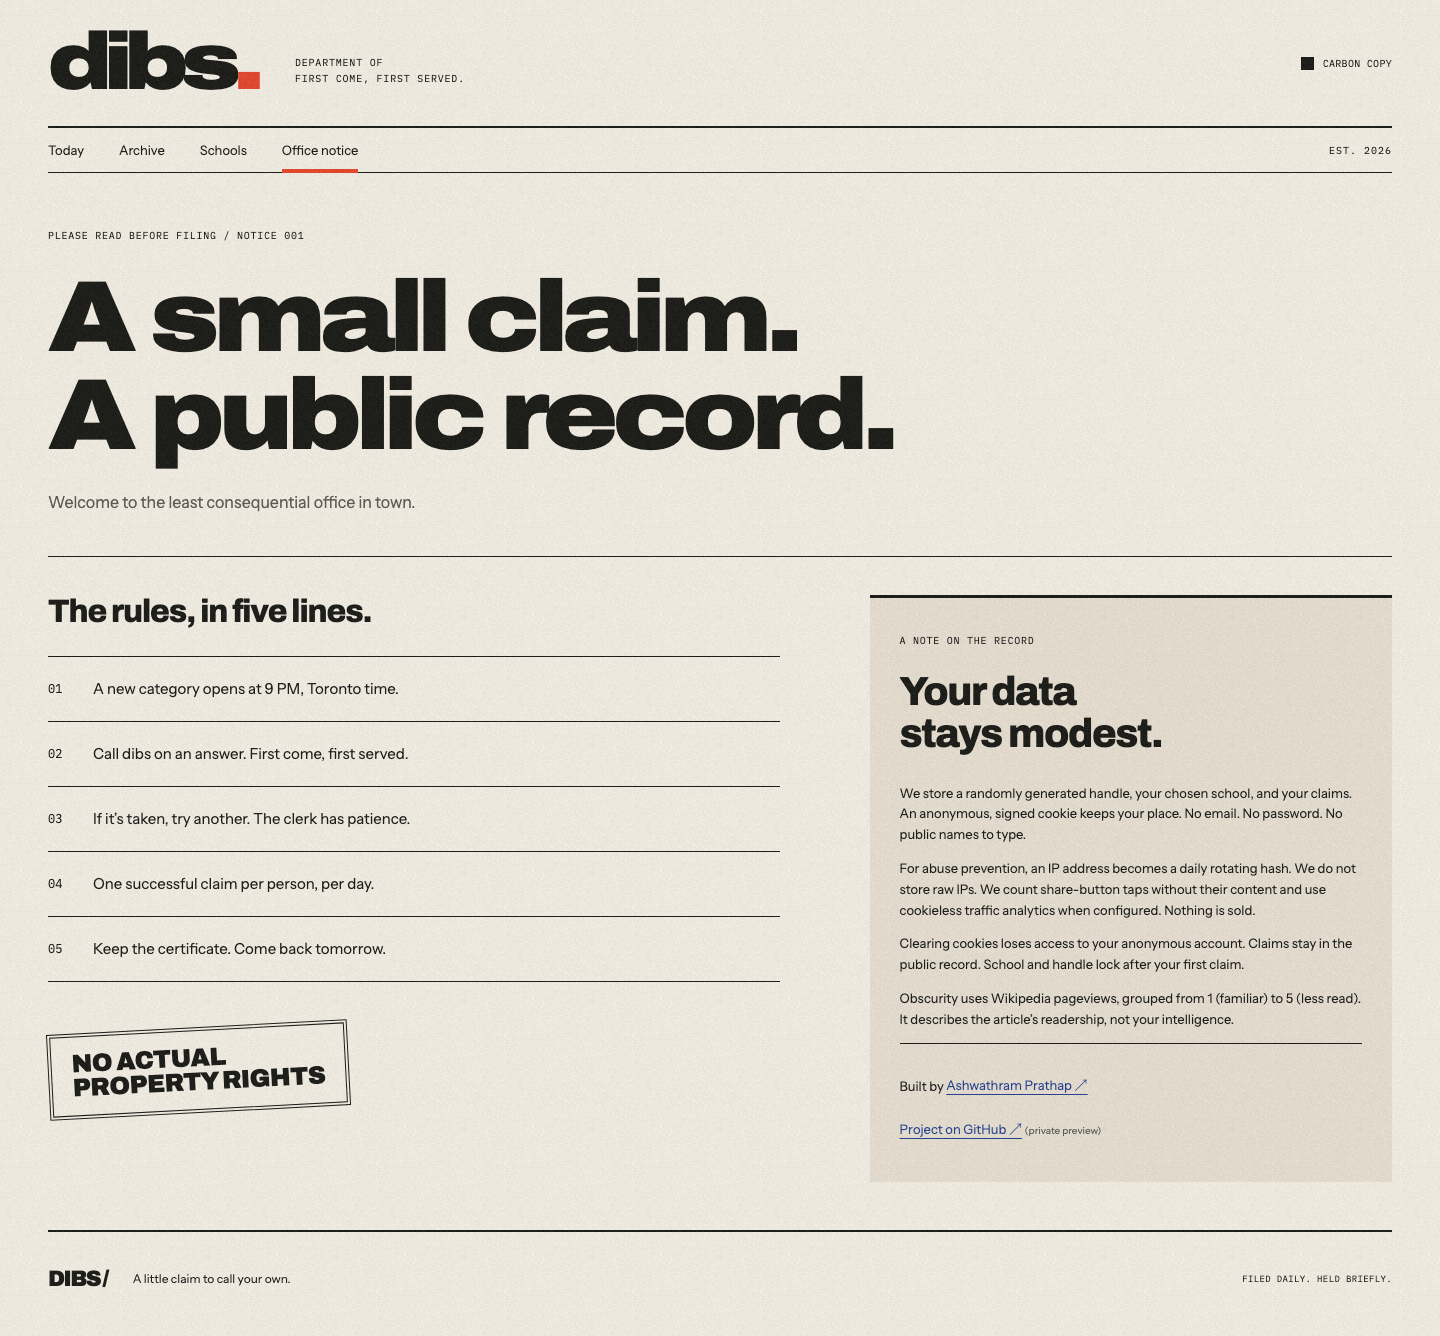 dibs.
DEPARTMENT OF
FIRST COME, FIRST SERVED.
CARBON COPY
Today
Archive
Schools
Office notice
EST. 2026
PLEASE READ BEFORE FILING / NOTICE 001
A small claim.
A public record.
Welcome to the least consequential office in town.
The rules, in five lines.
01 A new category opens at 9 PM, Toronto time.
02 Call dibs on an answer. First come, first served.
03 If it's taken, try another. The clerk has patience.
04 One successful claim per person, per day.
05 Keep the certificate. Come back tomorrow.
NO ACTUAL
PROPERTY RIGHTS
A NOTE ON THE RECORD
Your data
stays modest.
We store a randomly generated handle, your chosen school, and your claims.
An anonymous, signed cookie keeps your place. No email. No password. No
public names to type.
For abuse prevention, an IP address becomes a daily rotating hash. We do not
store raw IPs. We count share-button taps without their content and use
cookieless traffic analytics when configured. Nothing is sold.
Clearing cookies loses access to your anonymous account. Claims stay in the
public record. School and handle lock after your first claim.
Obscurity uses Wikipedia pageviews, grouped from 1 (familiar) to 5 (less read).
It describes the article's readership, not your intelligence.
Built by Ashwathram Prathap ↗
Project on GitHub ↗ (private preview)
DIBS/
A little claim to call your own.
FILED DAILY. HELD BRIEFLY.